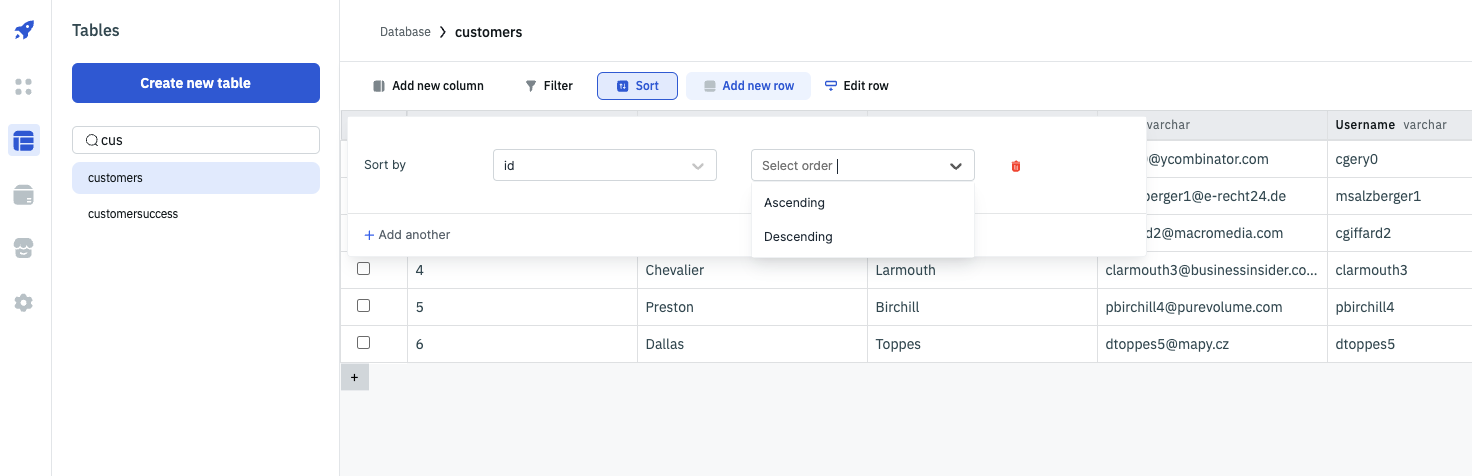 Tables
Create new table
cus
customers
customersuccess
Database > customers
Add new column Filter Sort Add new row Edit row
varchar Username varchar
Sort by id Select order
Ascending
Descending
+ Add another
@ycombinator.com cgery0
erger1@e-recht24.de msalzberger1
d2@macromedia.com cgiffard2
4 Chevalier Larmouth clarmouth3@businessinsider.co... clarmouth3
5 Preston Birchill pbirchill4@purevolume.com pbirchill4
6 Dallas Toppes dtoppes5@mapy.cz dtoppes5
+